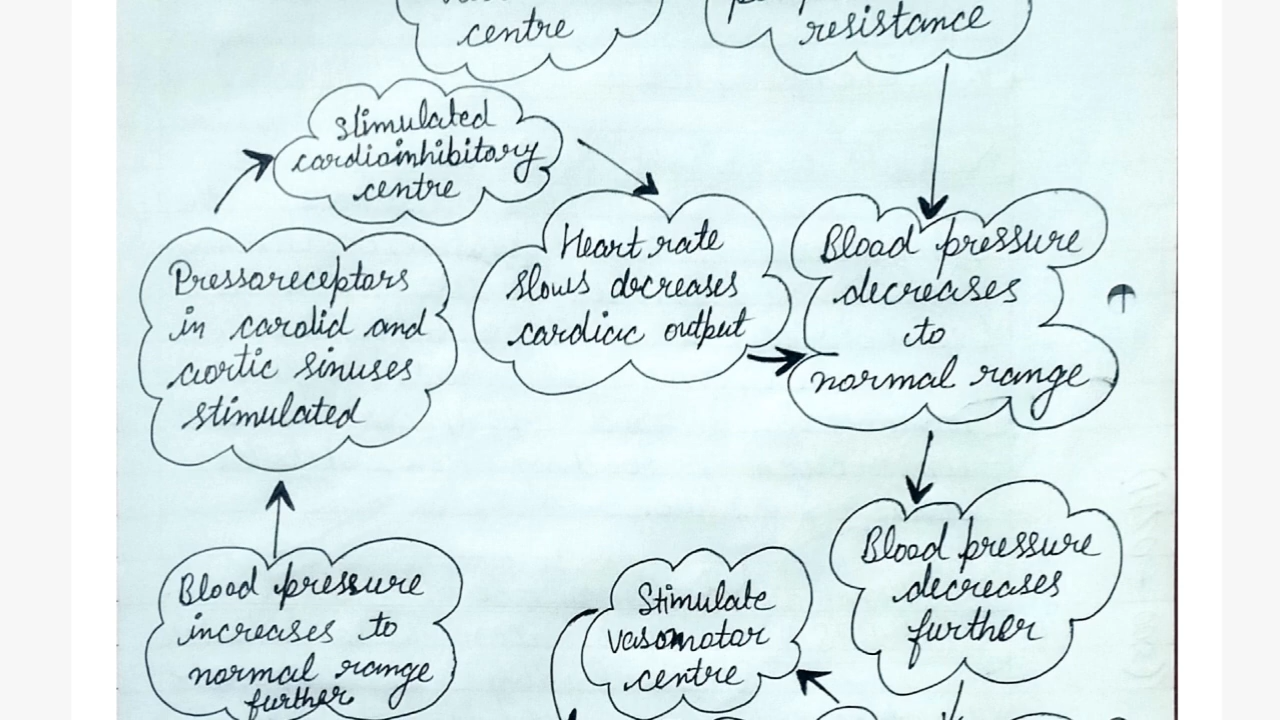 centre
resistance
stimulated
cardioinhibitory
centre
Heart rate
slows decreases
cardiac output
Blood pressure
decreases
to
normal range
Pressoreceptors
in carotid and
aortic sinuses
stimulated
Blood pressure
decreases
further
Stimulate
vasomotor
centre
Blood pressure
increases to
normal range
further